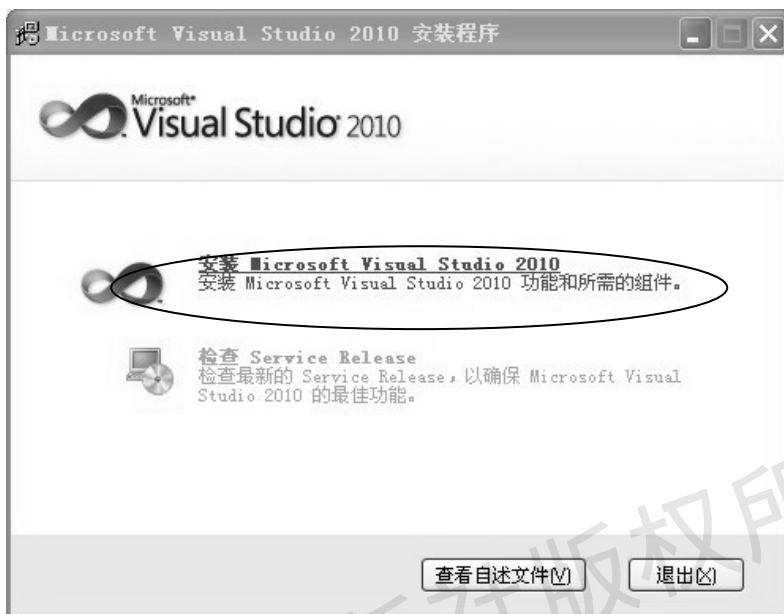 Microsoft Visual Studio 2010 安装程序
Microsoft®
Visual Studio® 2010
安装 Microsoft Visual Studio 2010
安装 Microsoft Visual Studio 2010 功能和所需的组件。
检查 Service Release
检查最新的 Service Release，以确保 Microsoft Visual
Studio 2010 的最佳功能。
查看自述文件(V)
退出(X)
版权所